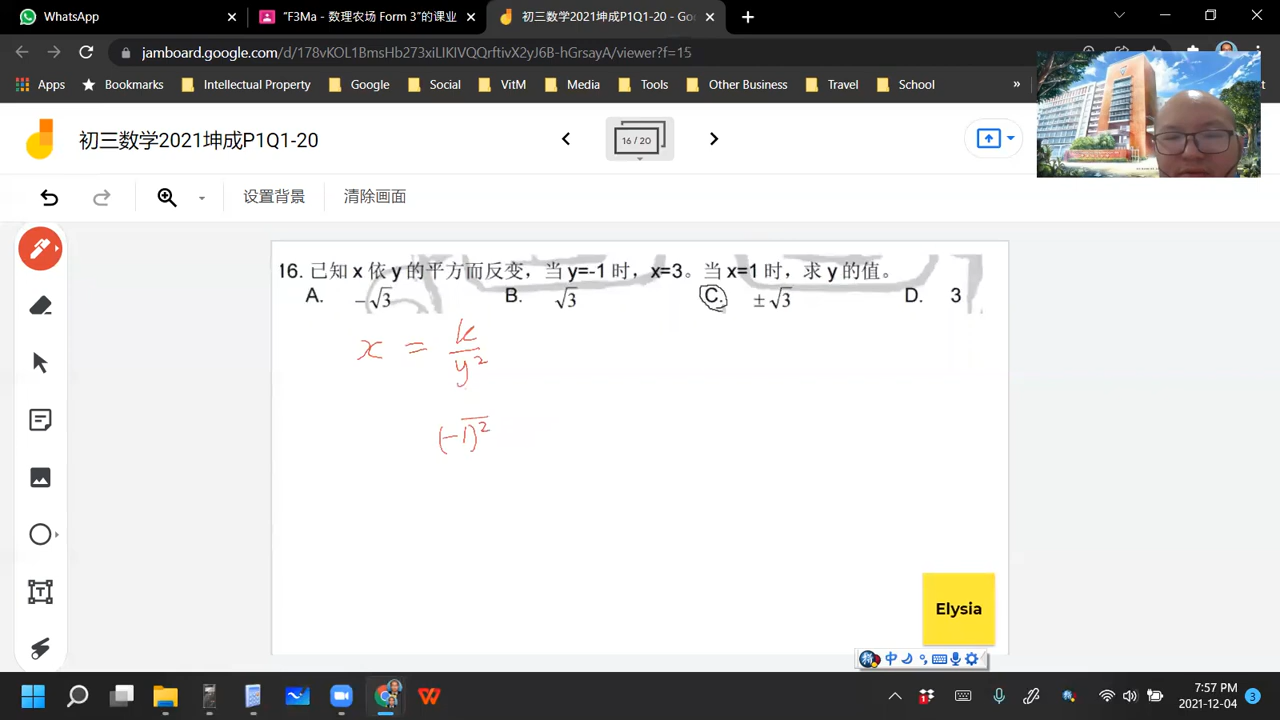 WhatsApp
"F3Ma - 数理农场 Form 3"的课业
初三数学2021坤成P1Q1-20 - Go
jamboard.google.com/d/178vKOL1BmsHb273xiLIKlVQQrftivX2yJ6B-hGrsayA/viewer?f=15
Apps Bookmarks Intellectual Property Google Social VitM Media Tools Other Business Travel School »
初三数学2021坤成P1Q1-20
16 / 20
设置背景 清除画面
16. 已知 x 依 y 的平方而反变，当 y=-1 时，x=3。当 x=1 时，求 y 的值。
A. -√3 B. √3 C. ±√3 D. 3
x = k/y²
(-1)²
Elysia
中
7:57 PM
2021-12-04
3